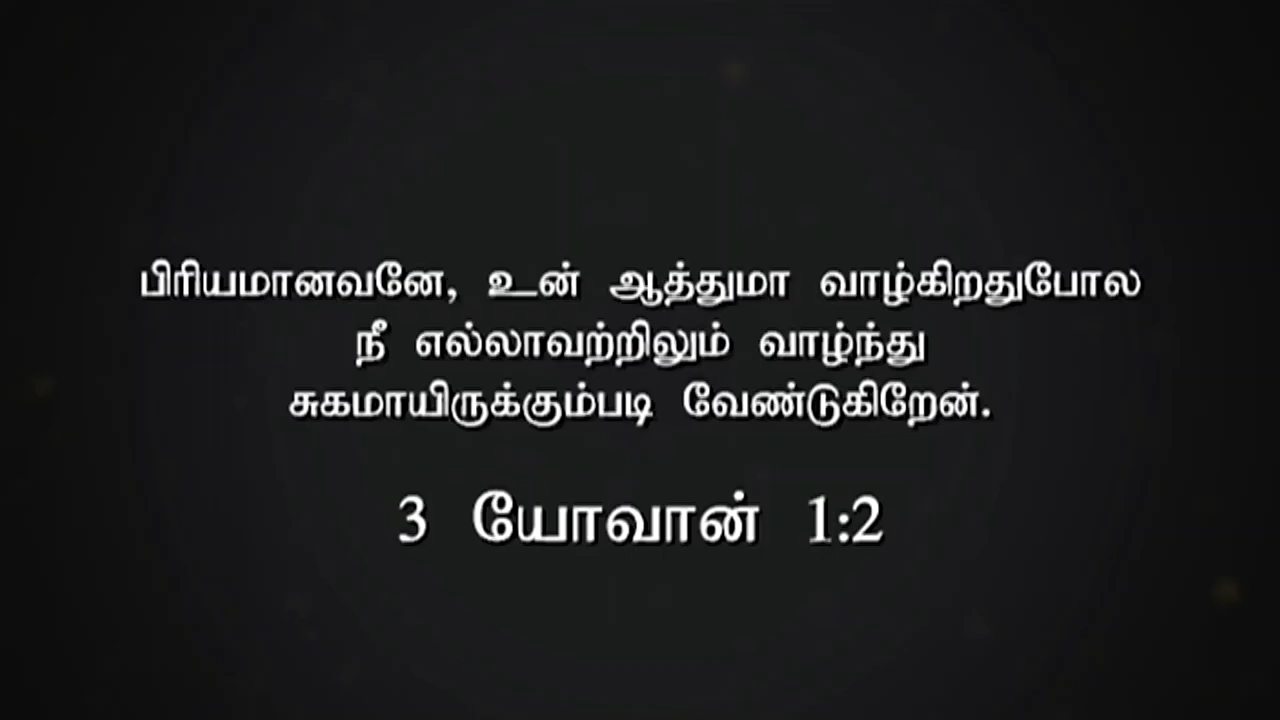 பிரியமானவனே, உன் ஆத்துமா வாழ்கிறதுபோல
நீ எல்லாவற்றிலும் வாழ்ந்து
சுகமாயிருக்கும்படி வேண்டுகிறேன்.
3 யோவான் 1:2